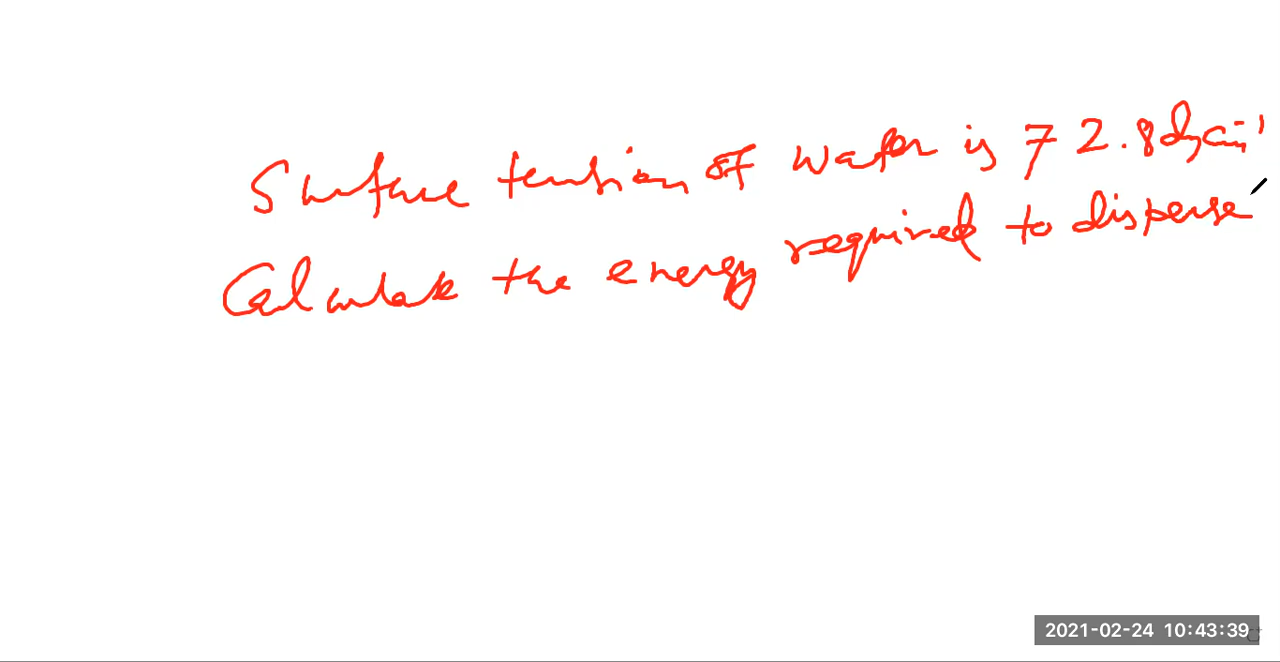 Surface tension of water is 72.8 dy cm⁻¹
Calculate the energy required to disperse
2021-02-24 10:43:39